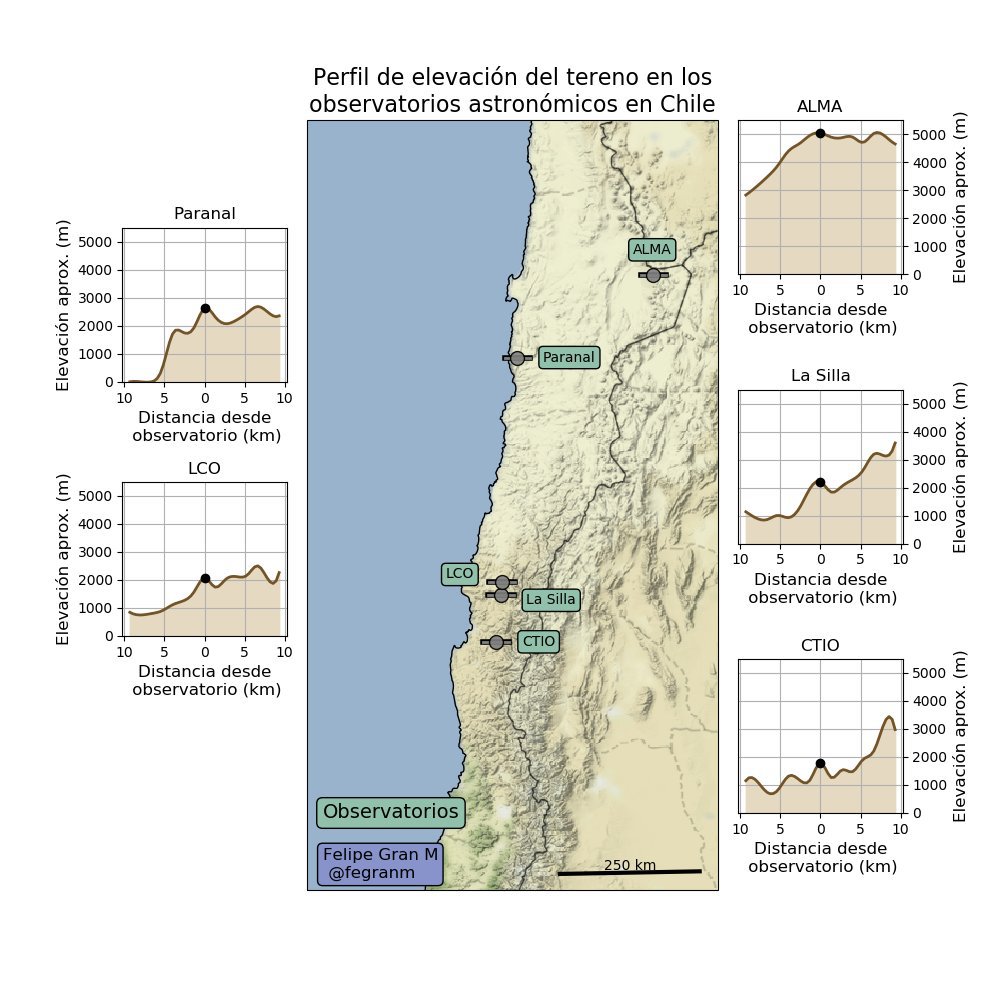 Perfil de elevación del tereno en los
observatorios astronómicos en Chile
Paranal
Elevación aprox. (m)
5000
4000
3000
2000
1000
0
10 5 0 5 10
Distancia desde
observatorio (km)
LCO
Elevación aprox. (m)
5000
4000
3000
2000
1000
0
10 5 0 5 10
Distancia desde
observatorio (km)
ALMA
Paranal
LCO
La Silla
CTIO
Observatorios
Felipe Gran M
@fegranm
250 km
ALMA
5000
4000
3000
2000
1000
0
Elevación aprox. (m)
10 5 0 5 10
Distancia desde
observatorio (km)
La Silla
5000
4000
3000
2000
1000
0
Elevación aprox. (m)
10 5 0 5 10
Distancia desde
observatorio (km)
CTIO
5000
4000
3000
2000
1000
0
Elevación aprox. (m)
10 5 0 5 10
Distancia desde
observatorio (km)